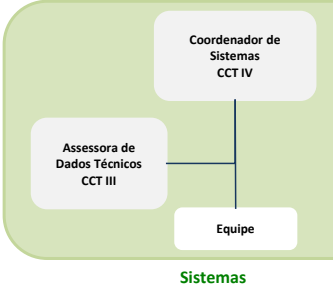 Coordenador de
Sistemas
CCT IV
Assessora de
Dados Técnicos
CCT III
Equipe
Sistemas